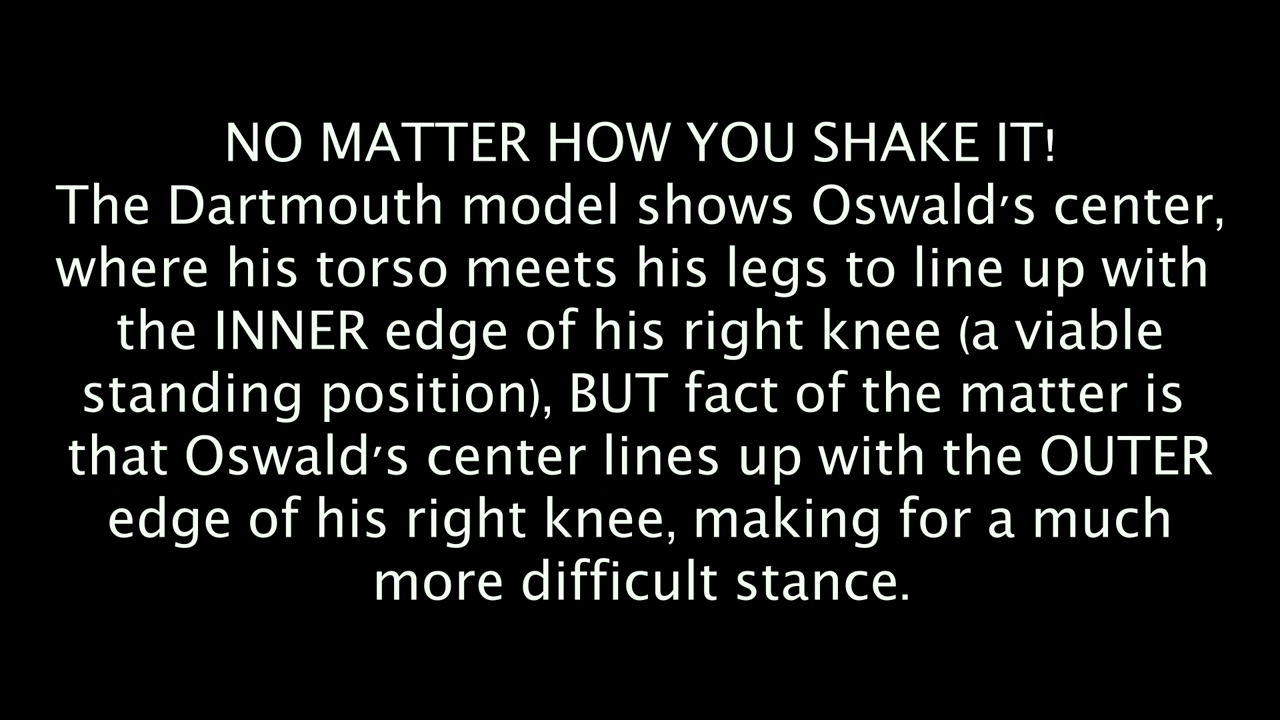 NO MATTER HOW YOU SHAKE IT!
The Dartmouth model shows Oswald's center,
where his torso meets his legs to line up with
the INNER edge of his right knee (a viable
standing position), BUT fact of the matter is
that Oswald's center lines up with the OUTER
edge of his right knee, making for a much
more difficult stance.